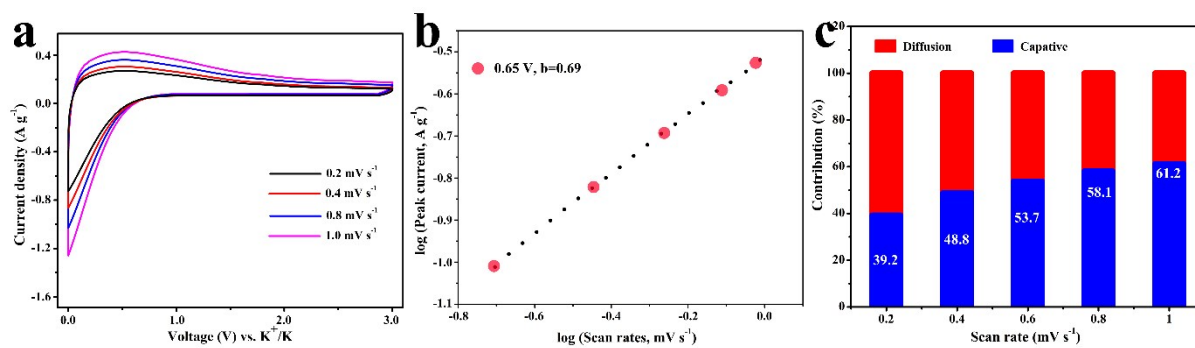 a
0.4
0.0
-0.4
-0.8
-1.2
-1.6
Current density (A g⁻¹)
0.2 mV s⁻¹
0.4 mV s⁻¹
0.8 mV s⁻¹
1.0 mV s⁻¹
0.0 1.0 2.0 3.0
Voltage (V) vs. K⁺/K
b
-0.5
-0.6
-0.7
-0.8
-0.9
-1.0
-1.1
log (Peak current, A g⁻¹)
0.65 V, b=0.69
-0.8 -0.6 -0.4 -0.2 0.0
log (Scan rates, mV s⁻¹)
c
120
100
80
60
40
20
0
Contribution (%)
Diffusion Capative
39.2 48.8 53.7 58.1 61.2
0.2 0.4 0.6 0.8 1
Scan rate (mV s⁻¹)